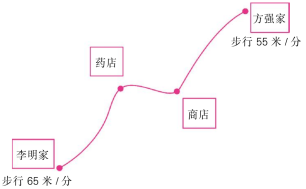 方强家
步行 55 米 / 分
药店
商店
李明家
步行 65 米 / 分